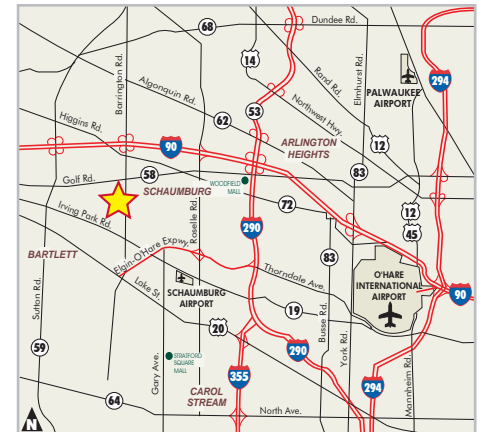 68
Dundee Rd.
14
Barrington Rd.
Algonquin Rd.
Rand Rd.
Elmhurst Rd.
294
PALWAUKEE
AIRPORT
53
Northwest Hwy.
Higgins Rd.
62
ARLINGTON
HEIGHTS
12
90
58
Golf Rd.
SCHAUMBURG
WOODFIELD
MALL
83
72
Irving Park Rd.
Roselle Rd.
290
12
45
BARTLETT
Elgin-O'Hare Expwy.
83
Thorndale Ave.
O'HARE
INTERNATIONAL
AIRPORT
Sutton Rd.
Lake St.
SCHAUMBURG
AIRPORT
90
19
20
Busse Rd.
York Rd.
Mannheim Rd.
59
Gary Ave.
STRATFORD
SQUARE
MALL
290
355
294
CAROL
STREAM
64
North Ave.
N